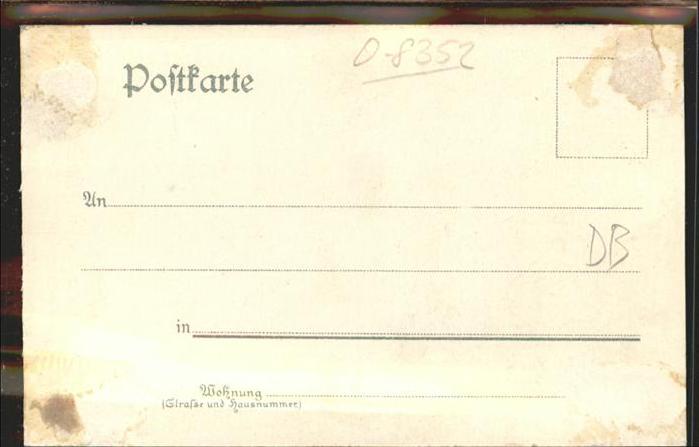 O-8352
Postkarte
An
DB
in
Wohnung
(Strasse und Hausnummer)